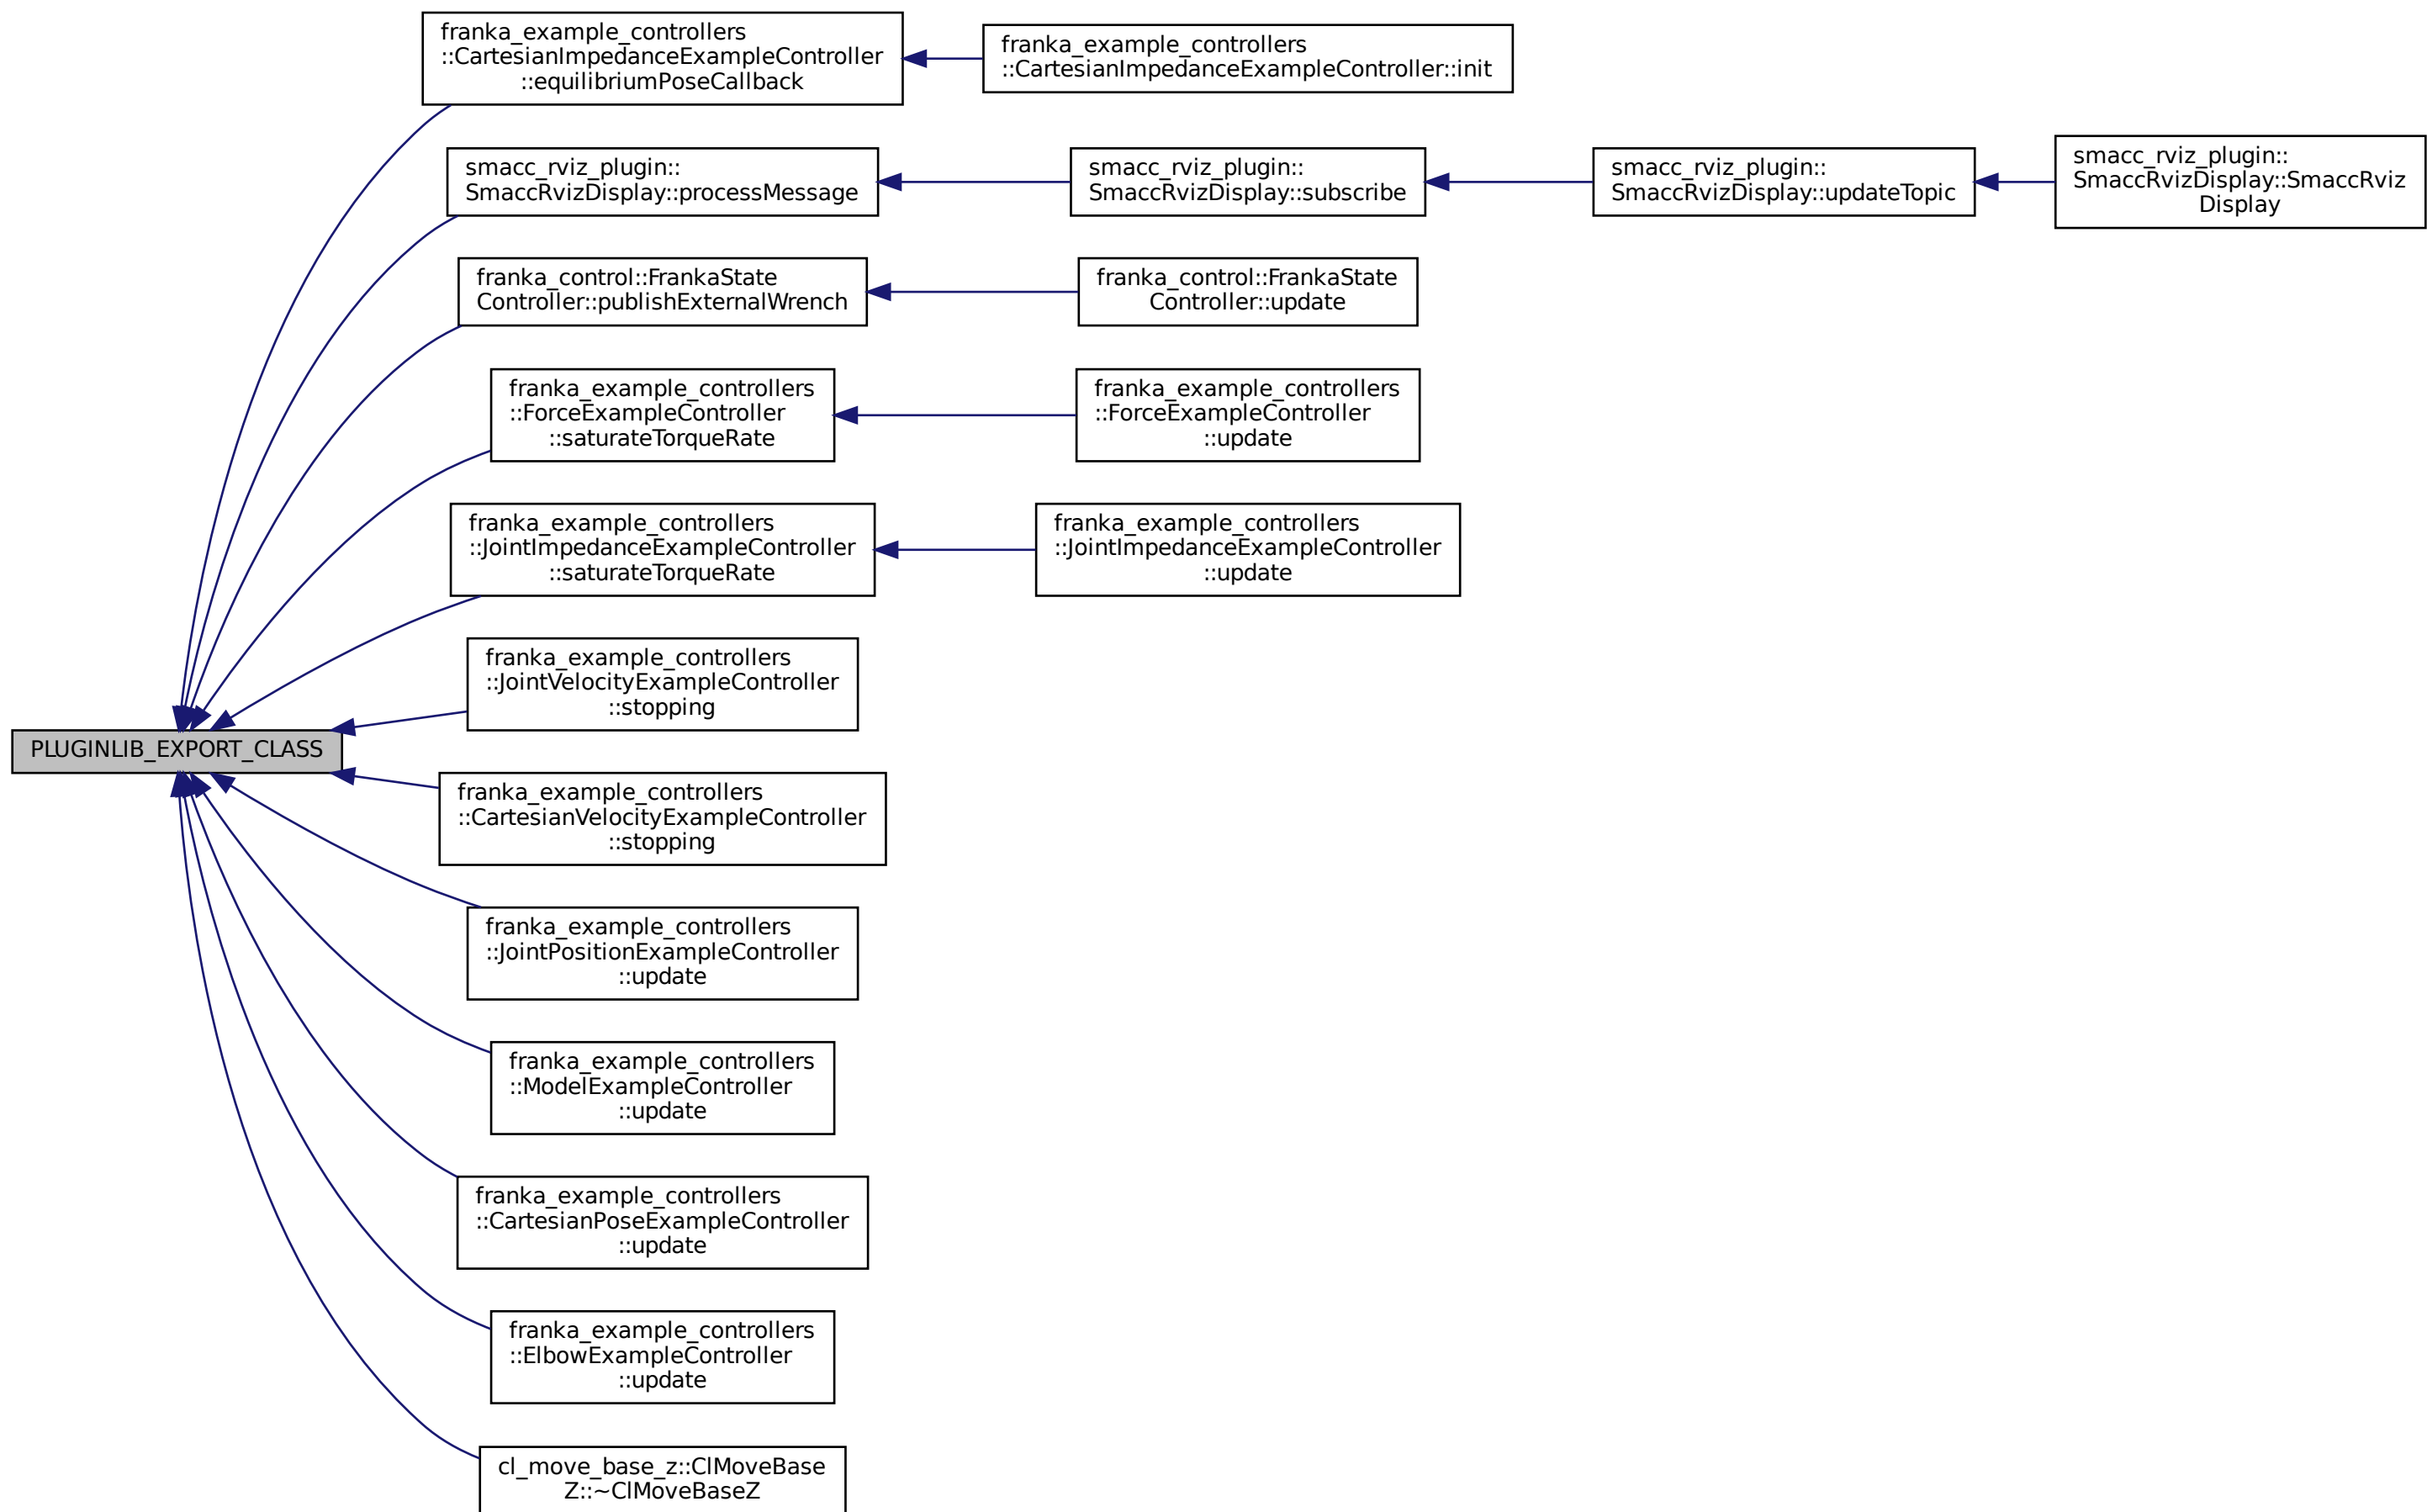 franka_example_controllers
::CartesianImpedanceExampleController
::equilibriumPoseCallback
franka_example_controllers
::CartesianImpedanceExampleController::init
smacc_rviz_plugin::
SmaccRvizDisplay::processMessage
smacc_rviz_plugin::
SmaccRvizDisplay::subscribe
smacc_rviz_plugin::
SmaccRvizDisplay::updateTopic
smacc_rviz_plugin::
SmaccRvizDisplay::SmaccRviz
Display
franka_control::FrankaState
Controller::publishExternalWrench
franka_control::FrankaState
Controller::update
franka_example_controllers
::ForceExampleController
::saturateTorqueRate
franka_example_controllers
::ForceExampleController
::update
franka_example_controllers
::JointImpedanceExampleController
::saturateTorqueRate
franka_example_controllers
::JointImpedanceExampleController
::update
franka_example_controllers
::JointVelocityExampleController
::stopping
PLUGINLIB_EXPORT_CLASS
franka_example_controllers
::CartesianVelocityExampleController
::stopping
franka_example_controllers
::JointPositionExampleController
::update
franka_example_controllers
::ModelExampleController
::update
franka_example_controllers
::CartesianPoseExampleController
::update
franka_example_controllers
::ElbowExampleController
::update
cl_move_base_z::ClMoveBase
Z::~ClMoveBaseZ